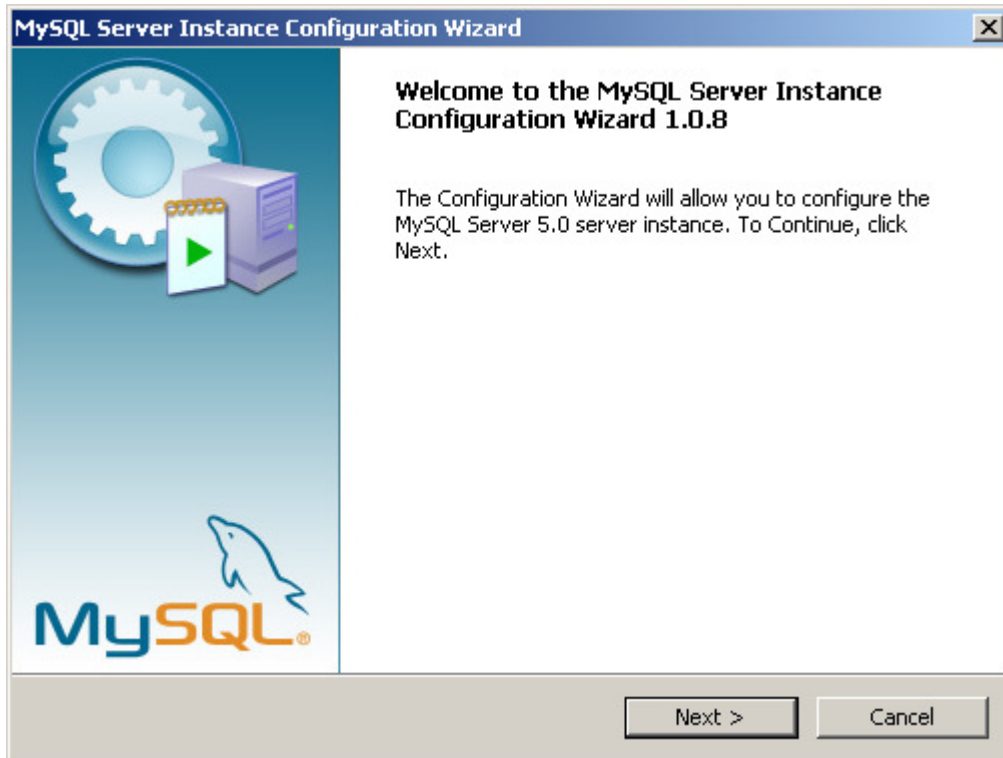 MySQL Server Instance Configuration Wizard
Welcome to the MySQL Server Instance
Configuration Wizard 1.0.8
The Configuration Wizard will allow you to configure the
MySQL Server 5.0 server instance. To Continue, click
Next.
MySQL®
Next >
Cancel